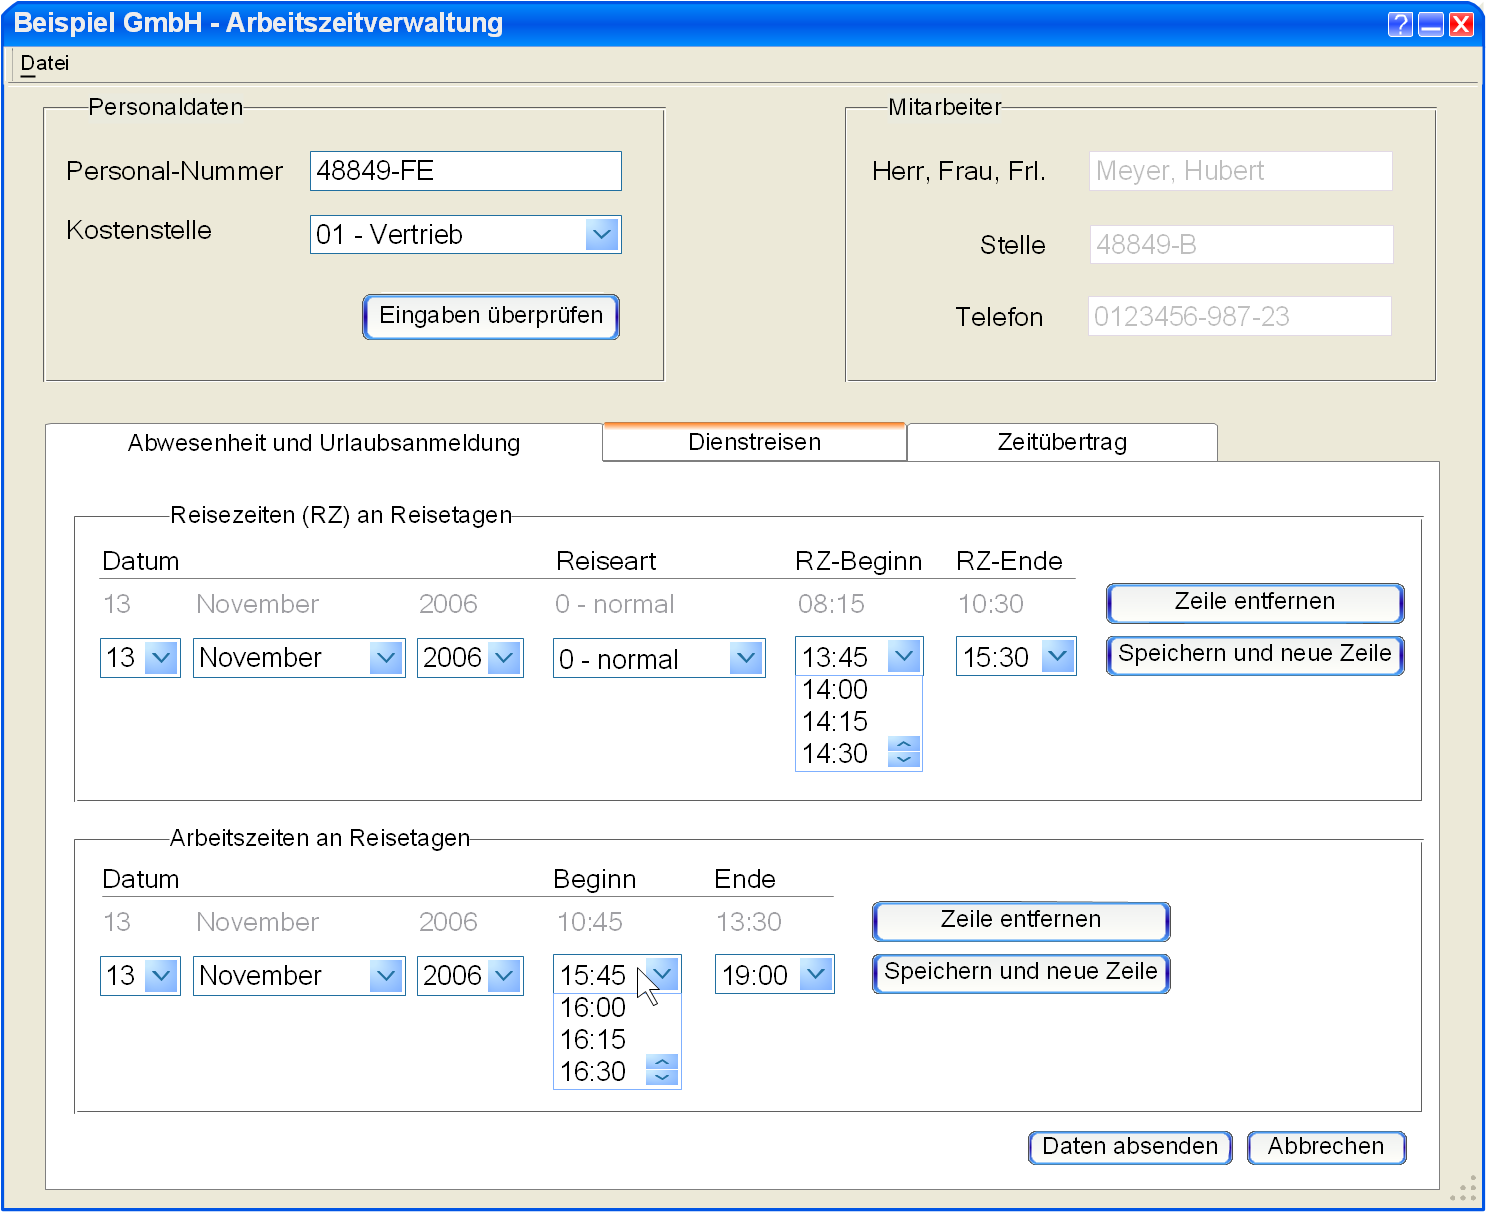 Beispiel GmbH - Arbeitszeitverwaltung
?
Datei
Personaldaten
Personal-Nummer 48849-FE
Kostenstelle 01 - Vertrieb
Eingaben überprüfen
Mitarbeiter
Herr, Frau, Frl. Meyer, Hubert
Stelle 48849-B
Telefon 0123456-987-23
Abwesenheit und Urlaubsanmeldung Dienstreisen Zeitübertrag
Reisezeiten (RZ) an Reisetagen
Datum Reiseart RZ-Beginn RZ-Ende
13 November 2006 0 - normal 08:15 10:30 Zeile entfernen
13 November 2006 0 - normal 13:45 15:30 Speichern und neue Zeile
14:00
14:15
14:30
Arbeitszeiten an Reisetagen
Datum Beginn Ende
13 November 2006 10:45 13:30 Zeile entfernen
13 November 2006 15:45 19:00 Speichern und neue Zeile
16:00
16:15
16:30
Daten absenden Abbrechen